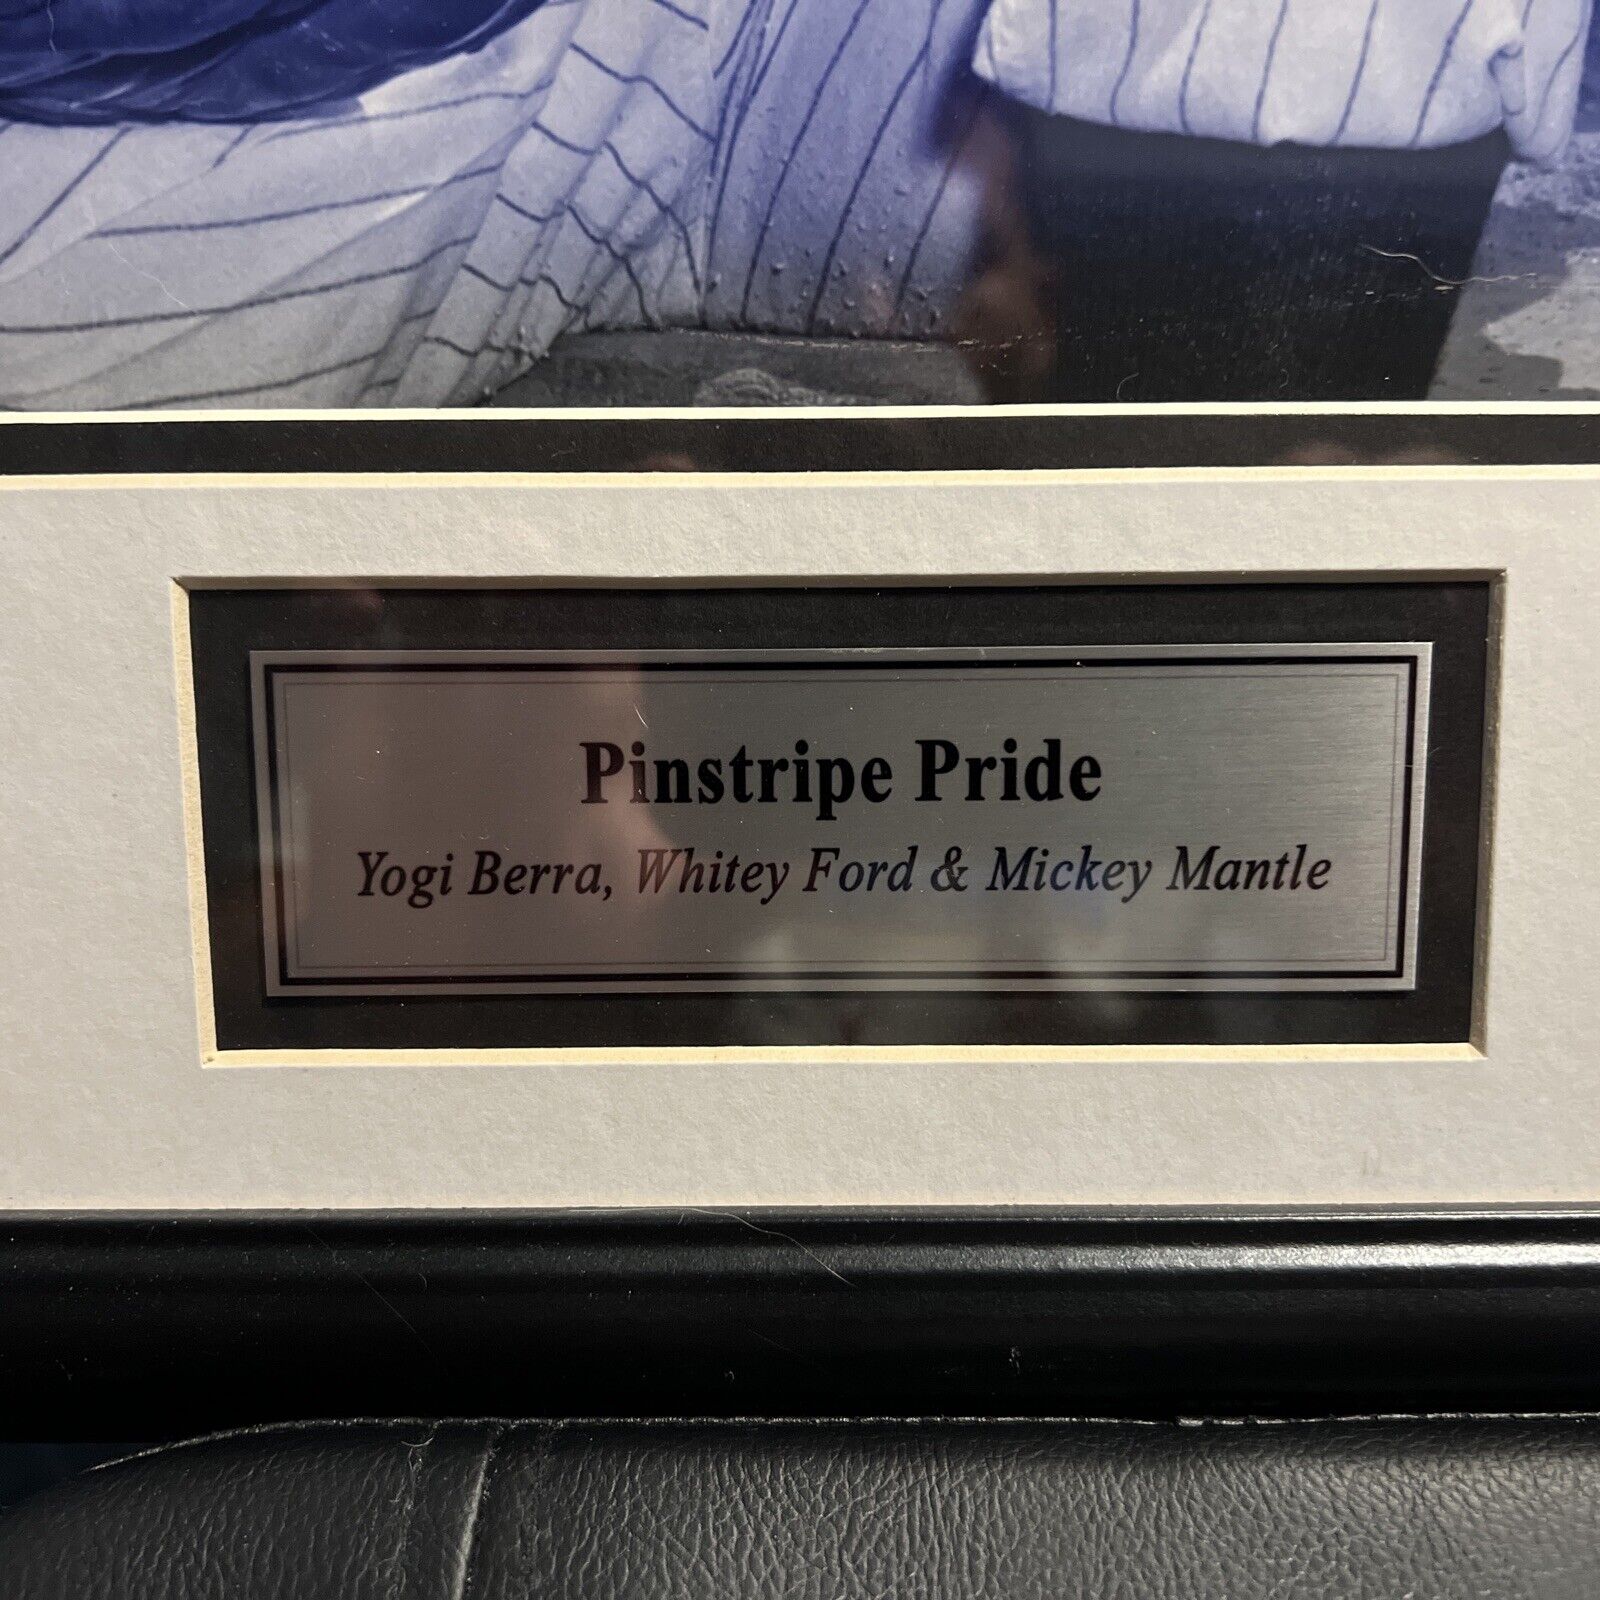 Pinstripe Pride
Yogi Berra, Whitey Ford & Mickey Mantle